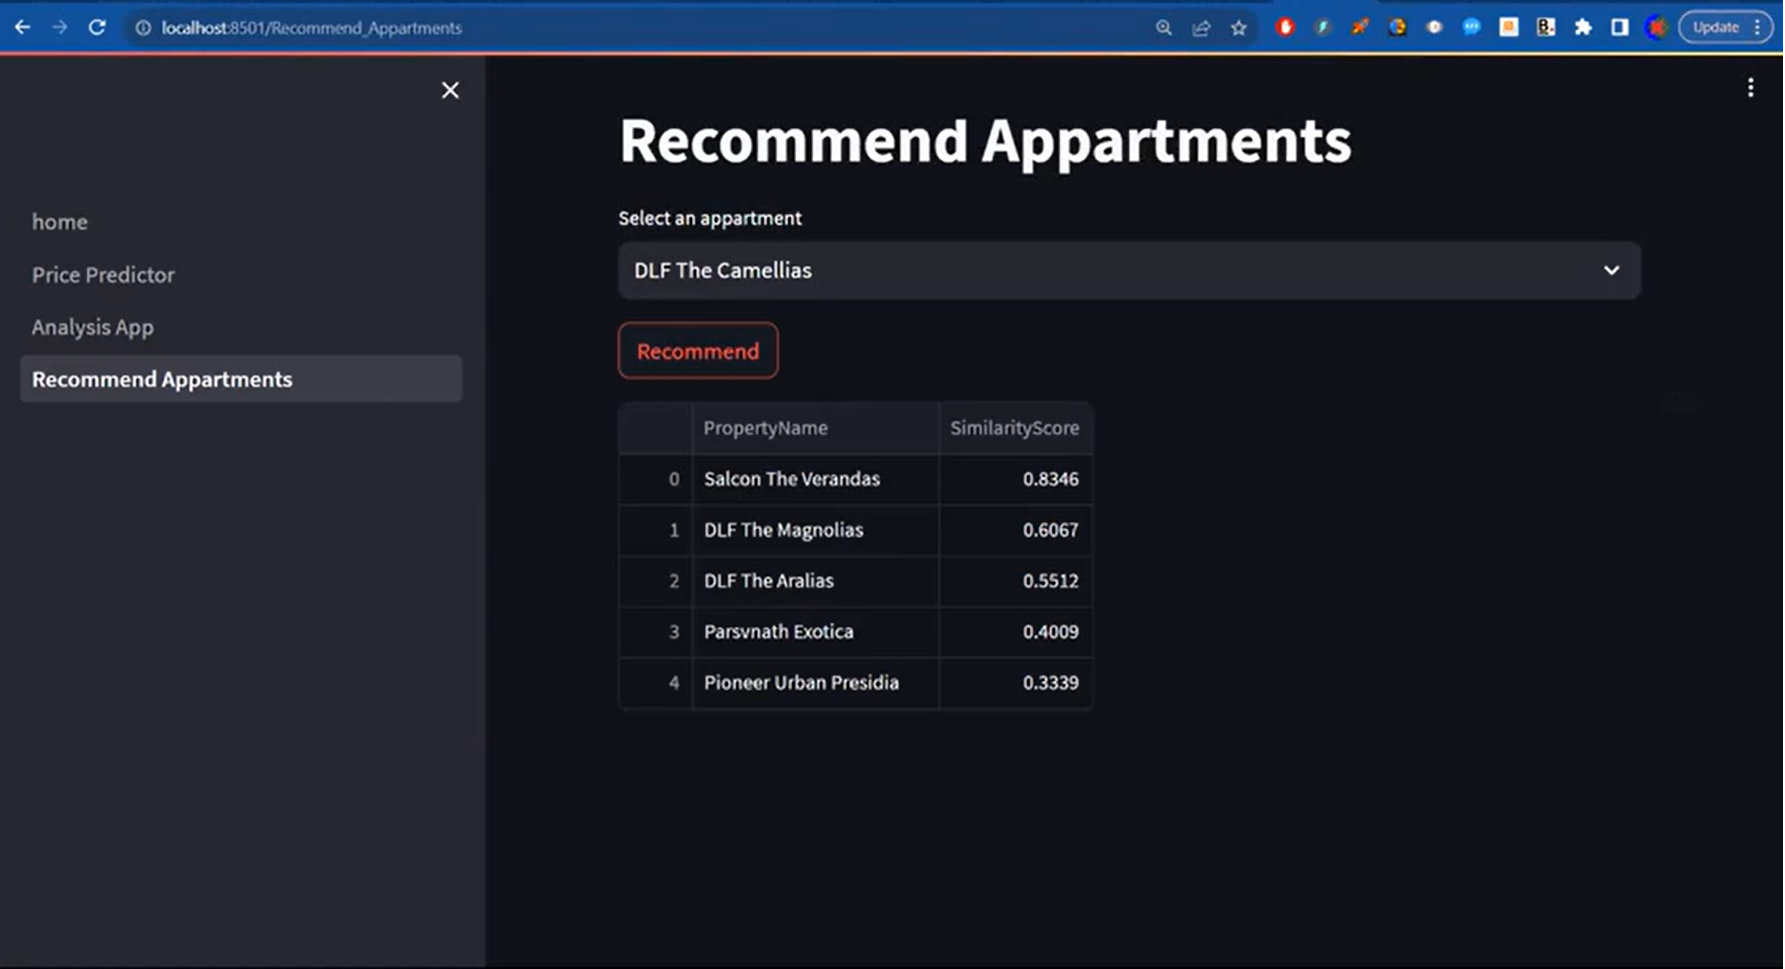 localhost:8501/Recommend_Appartments
Update
home
Price Predictor
Analysis App
Recommend Appartments
Recommend Appartments
Select an appartment
DLF The Camellias
Recommend
PropertyName SimilarityScore
0 Salcon The Verandas 0.8346
1 DLF The Magnolias 0.6067
2 DLF The Aralias 0.5512
3 Parsvnath Exotica 0.4009
4 Pioneer Urban Presidia 0.3339